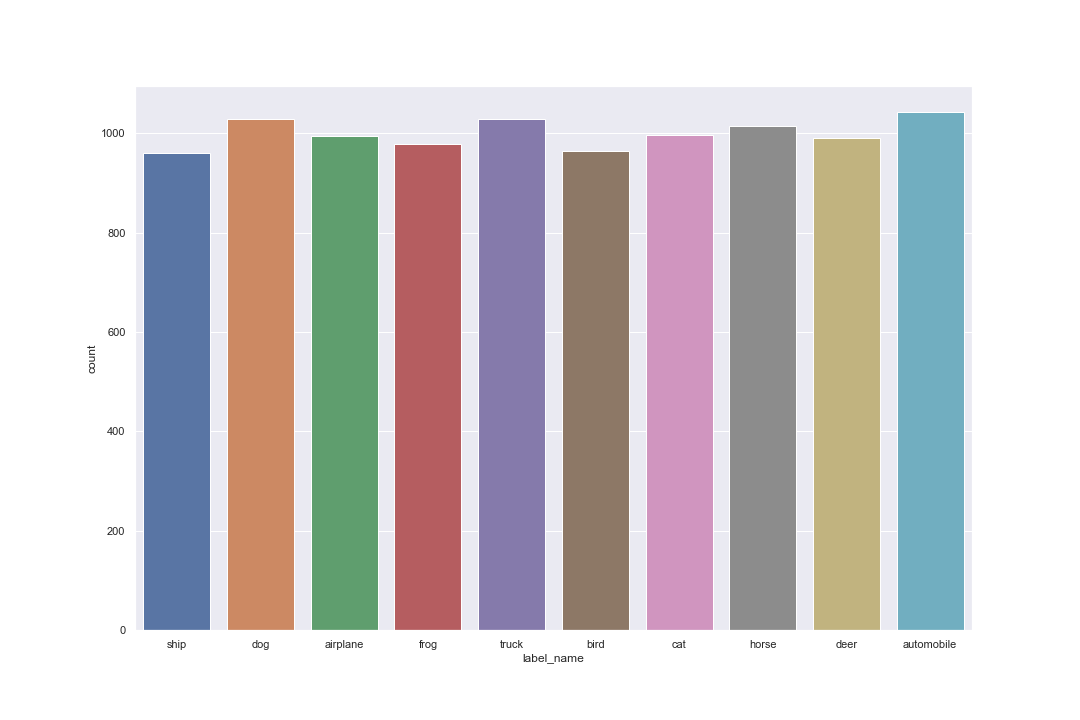 1000
800
600
400
200
0
count
ship dog airplane frog truck bird cat horse deer automobile
label_name